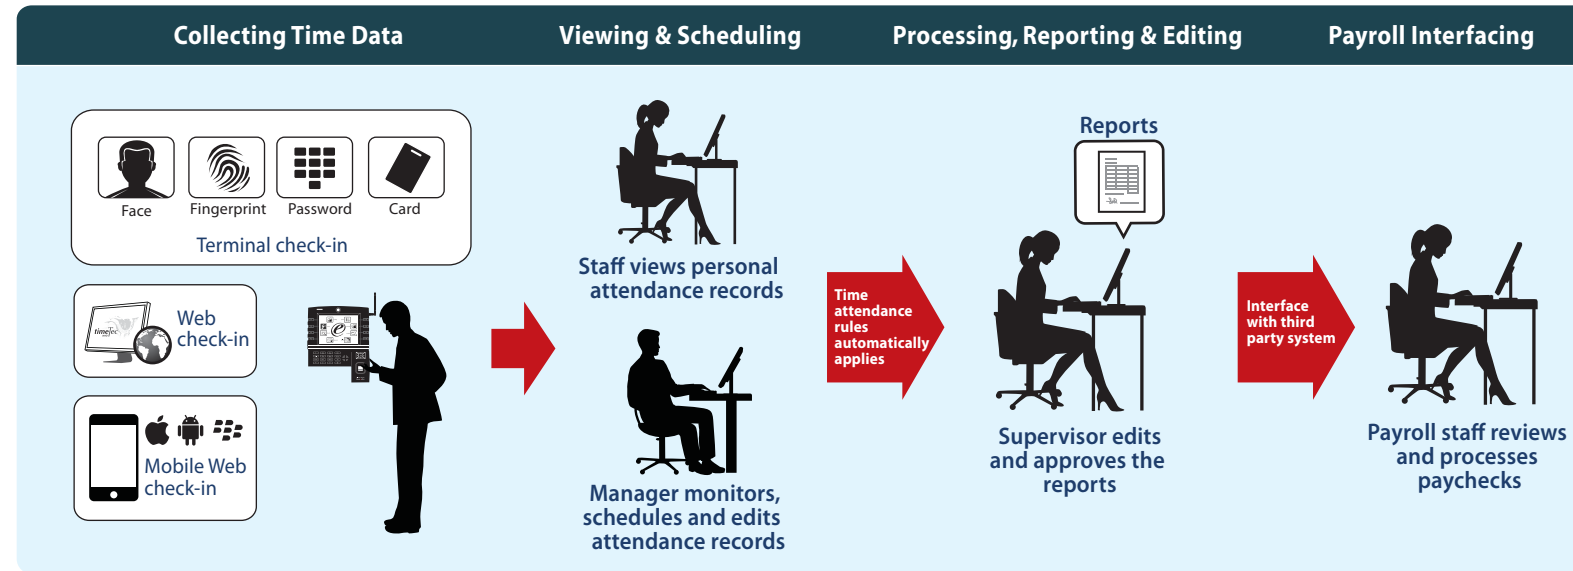 Collecting Time Data
Viewing & Scheduling
Processing, Reporting & Editing
Payroll Interfacing
Face
Fingerprint
Password
Card
Terminal check-in
timeTec
Web
check-in
Mobile Web
check-in
Staff views personal
attendance records
Manager monitors,
schedules and edits
attendance records
Time
attendance
rules
automatically
applies
Reports
Supervisor edits
and approves the
reports
Interface
with third
party system
Payroll staff reviews
and processes
paychecks